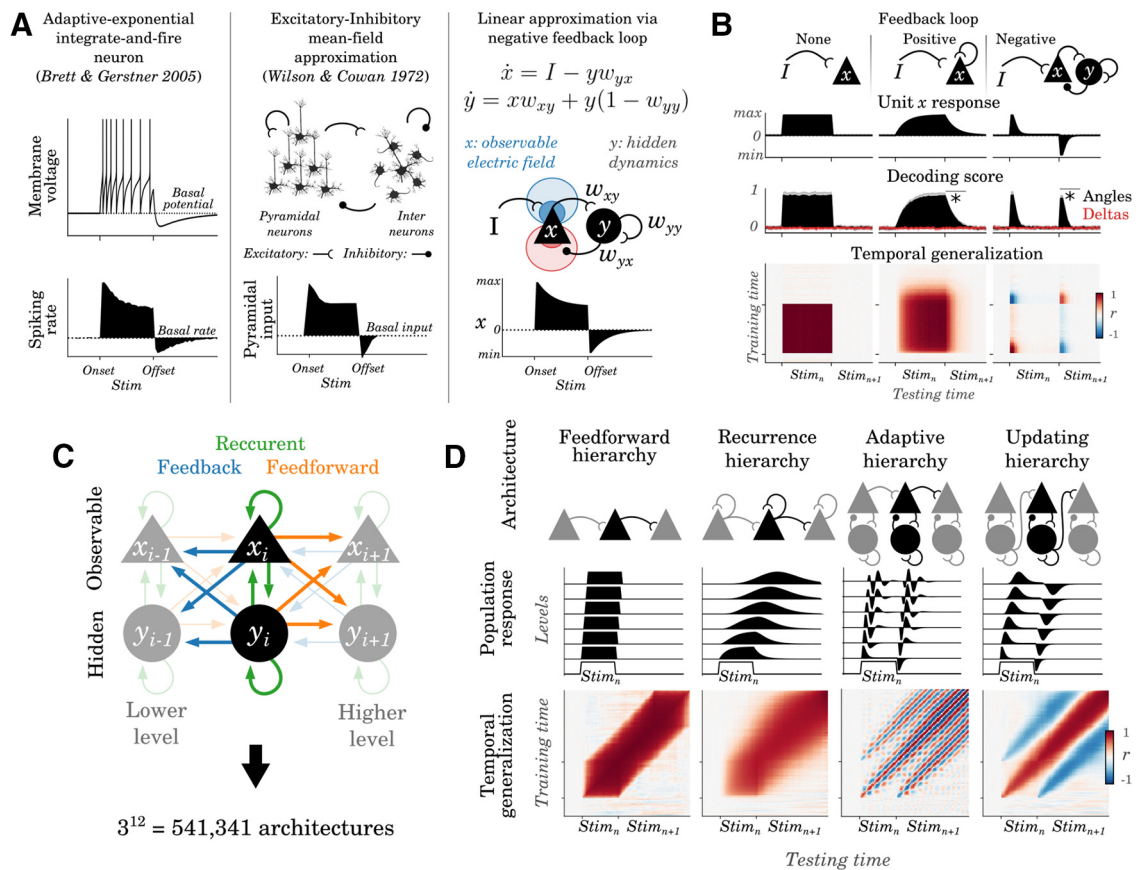 A
Adaptive-exponential
integrate-and-fire
neuron
(Brett & Gerstner 2005)
Membrane
voltage
Basal
potential
Spiking
rate
Basal rate
Onset
Offset
Stim
Excitatory-Inhibitory
mean-field
approximation
(Wilson & Cowan 1972)
Pyramidal
neurons
Inter
neurons
Excitatory:
Inhibitory:
Pyramidal
input
Basal input
Onset
Offset
Stim
Linear approximation via
negative feedback loop
ẋ = I − yw_yx
ẏ = xw_xy + y(1 − w_yy)
x: observable
electric field
y: hidden
dynamics
I
x
y
w_xy
w_yy
w_yx
max
x
0
min
Onset
Offset
Stim
B
Feedback loop
None
Positive
Negative
I
x
I
x
I
x
y
Unit x response
max
0
min
Decoding score
1
0
*
*
Angles
Deltas
Temporal generalization
Training time
1
r
-1
Stim_n
Stim_n+1
Stim_n
Stim_n+1
Stim_n
Stim_n+1
Testing time
C
Reccurent
Feedback
Feedforward
Observable
x_i-1
x_i
x_i+1
Hidden
y_i-1
y_i
y_i+1
Lower
level
Higher
level
3^12 = 541,341 architectures
D
Architecture
Feedforward
hierarchy
Recurrence
hierarchy
Adaptive
hierarchy
Updating
hierarchy
Population
response
Levels
Stim_n
Stim_n
Stim_n
Stim_n
Temporal
generalization
Training time
1
r
-1
Stim_n
Stim_n+1
Stim_n
Stim_n+1
Stim_n
Stim_n+1
Stim_n
Stim_n+1
Testing time